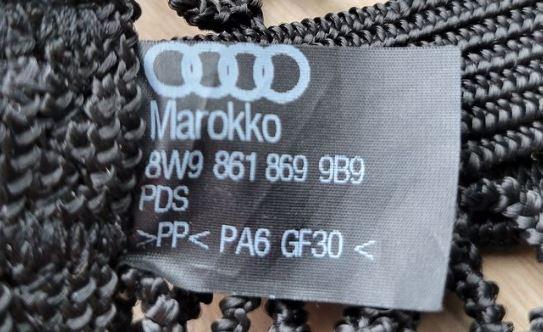 Marokko
8W9 861 869 9B9
PDS
>PP< PA6 GF30 <